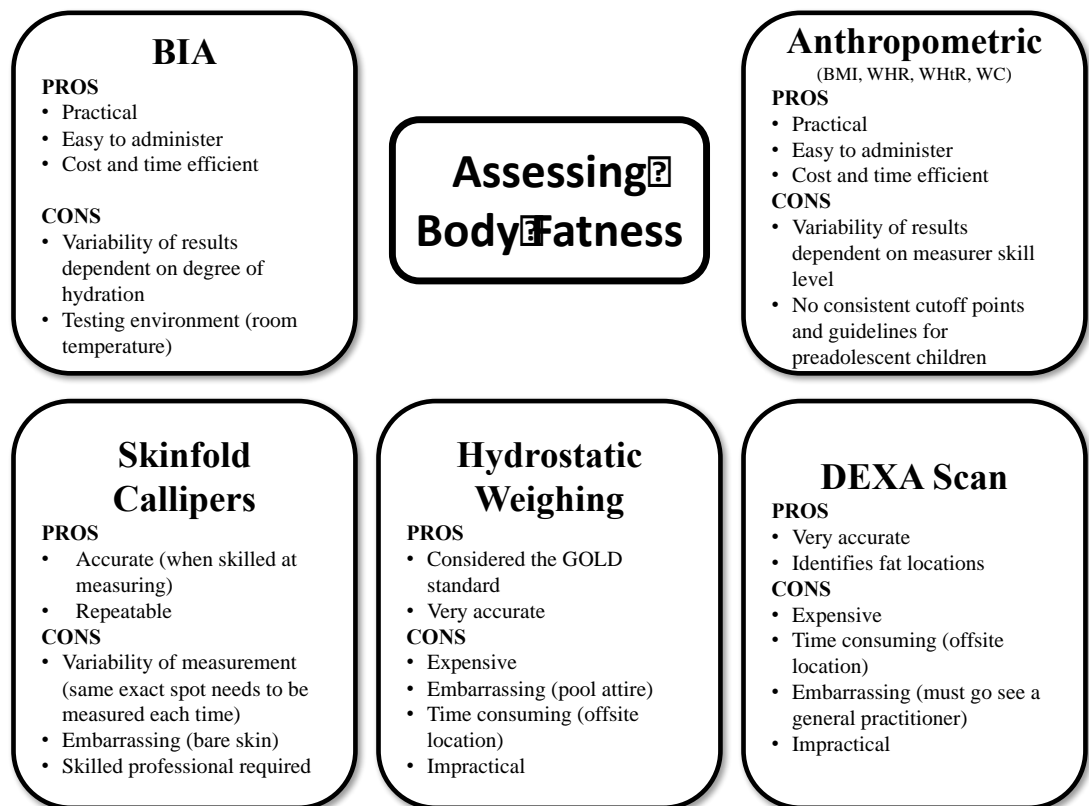 BIA
PROS
• Practical
• Easy to administer
• Cost and time efficient
CONS
• Variability of results
dependent on degree of
hydration
• Testing environment (room
temperature)
Assessing
Body Fatness
Anthropometric
(BMI, WHR, WHtR, WC)
PROS
• Practical
• Easy to administer
• Cost and time efficient
CONS
• Variability of results
dependent on measurer skill
level
• No consistent cutoff points
and guidelines for
preadolescent children
Skinfold
Callipers
PROS
• Accurate (when skilled at
measuring)
• Repeatable
CONS
• Variability of measurement
(same exact spot needs to be
measured each time)
• Embarrassing (bare skin)
• Skilled professional required
Hydrostatic
Weighing
PROS
• Considered the GOLD
standard
• Very accurate
CONS
• Expensive
• Embarrassing (pool attire)
• Time consuming (offsite
location)
• Impractical
DEXA Scan
PROS
• Very accurate
• Identifies fat locations
CONS
• Expensive
• Time consuming (offsite
location)
• Embarrassing (must go see a
general practitioner)
• Impractical